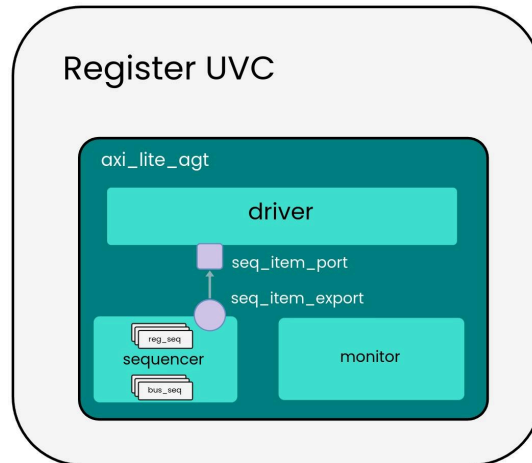 Register UVC
axi_lite_agt
driver
seq_item_port
seq_item_export
reg_seq
sequencer
bus_seq
monitor